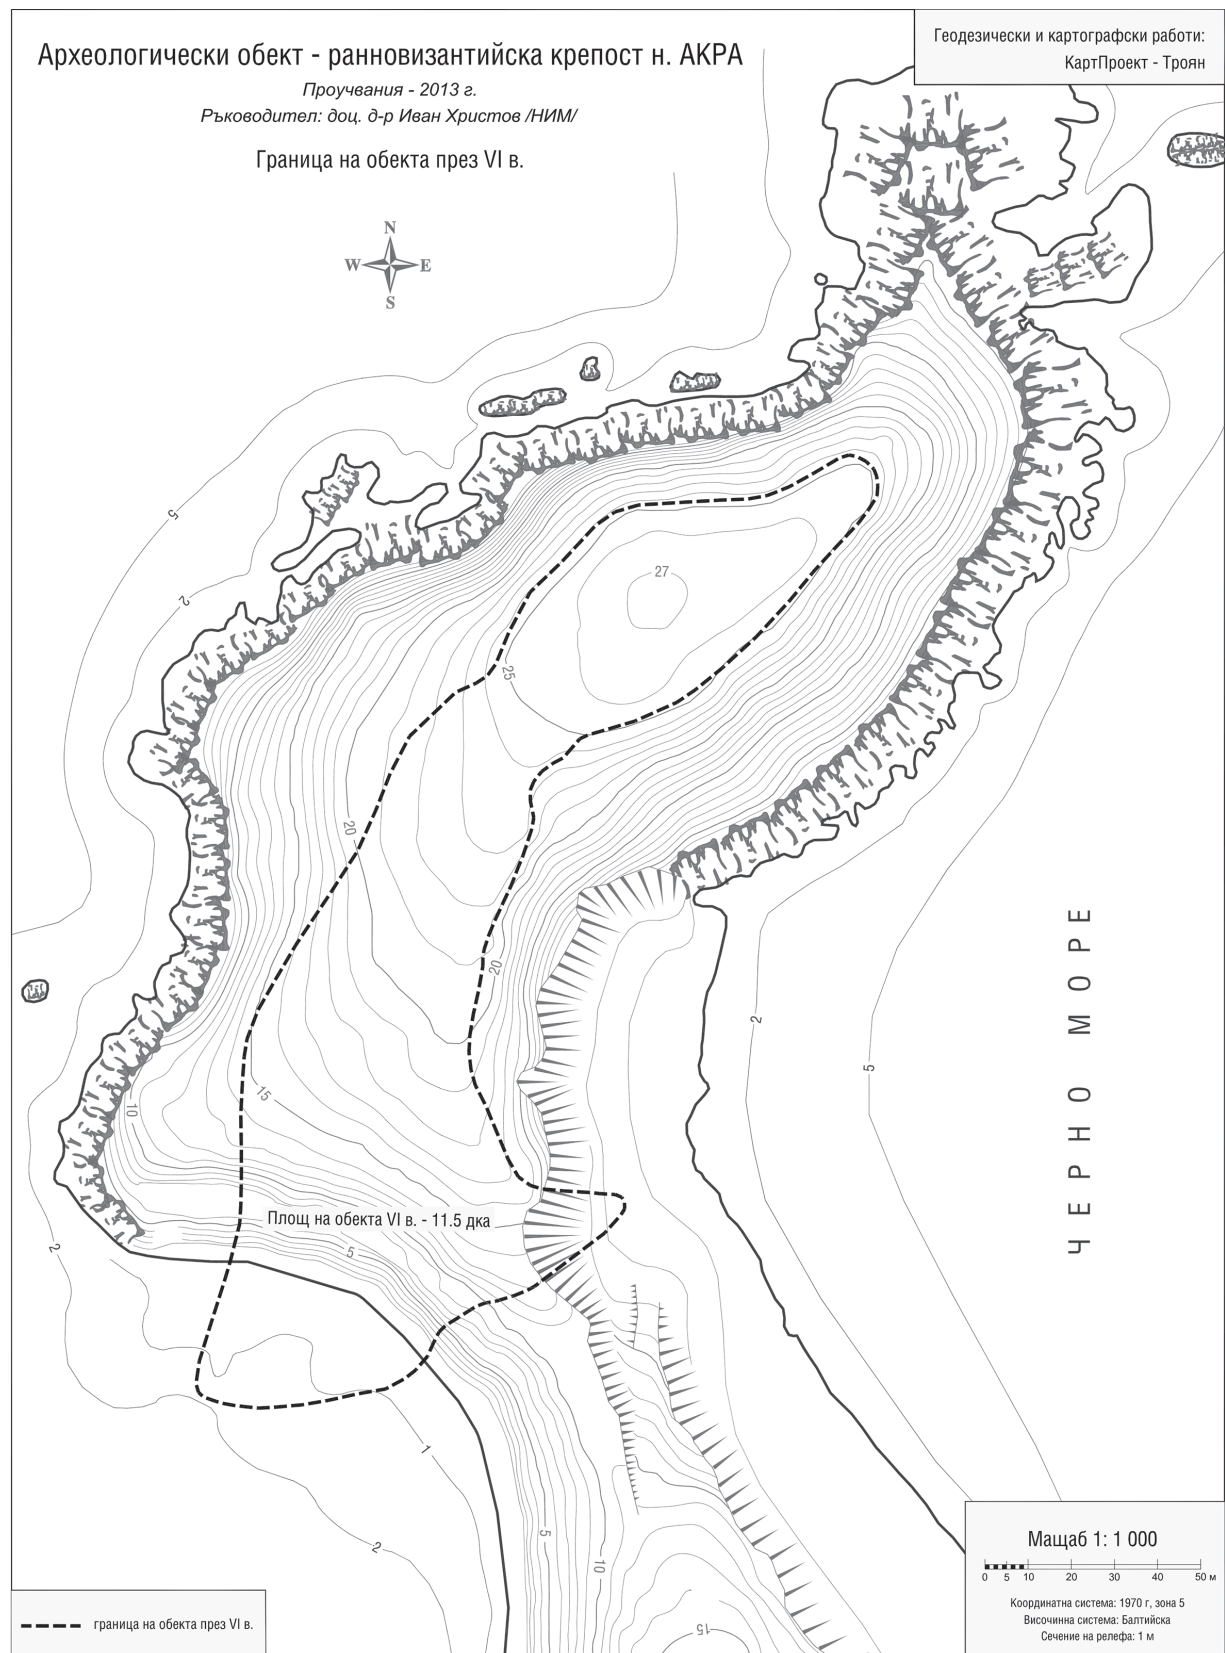 Археологически обект - ранновизантийска крепост н. АКРА
Проучвания - 2013 г.
Ръководител: доц. д-р Иван Христов /НИМ/
Граница на обекта през VI в.
Геодезически и картографски работи:
КартПроект - Троян
N
W E
S
5
2
27
25
20
20
2
5
ЧЕРНО МОРЕ
10
15
Площ на обекта VI в. - 11.5 дка
2
5
1
2
5
10
15
граница на обекта през VI в.
Мащаб 1: 1 000
0 5 10 20 30 40 50 м
Координатна система: 1970 г, зона 5
Височинна система: Балтийска
Сечение на релефа: 1 м